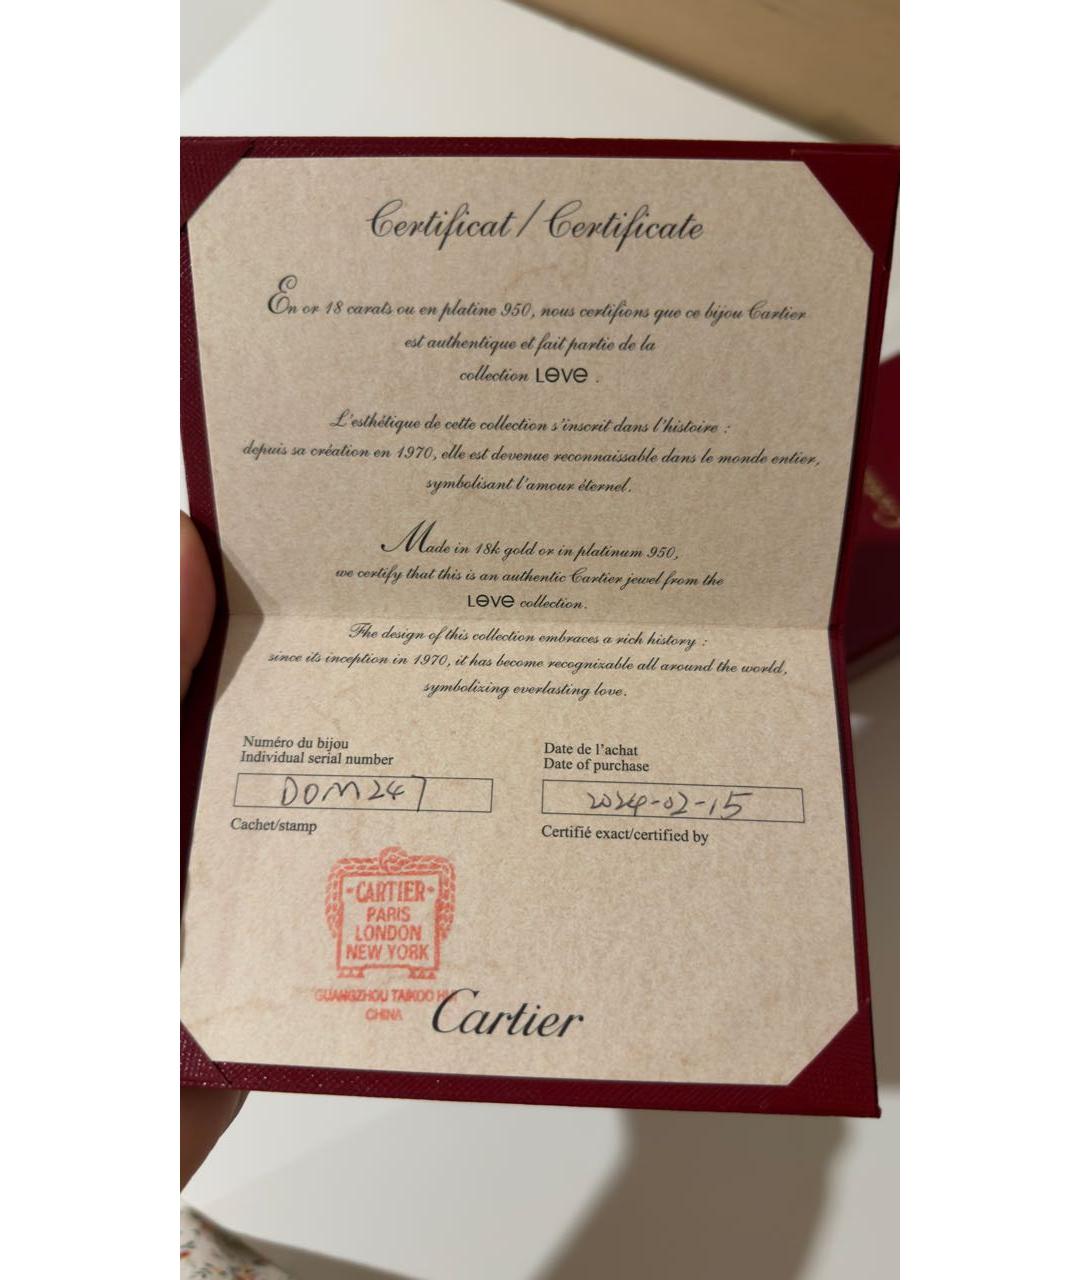 Certificat / Certificate
En or 18 carats ou en platine 950, nous certifions que ce bijou Cartier
est authentique et fait partie de la
collection LOVE .
L'esthétique de cette collection s'inscrit dans l'histoire :
depuis sa création en 1970, elle est devenue reconnaissable dans le monde entier,
symbolisant l'amour éternel.
Made in 18k gold or in platinum 950,
we certify that this is an authentic Cartier jewel from the
LOVE collection.
The design of this collection embraces a rich history :
since its inception in 1970, it has become recognizable all around the world,
symbolizing everlasting love.
Numéro du bijou
Individual serial number
DOM247
Cachet/stamp
Date de l'achat
Date of purchase
2024-02-15
Certifié exact/certified by
CARTIER
PARIS
LONDON
NEW YORK
GUANGZHOU TAIKOO
CHINA
Cartier